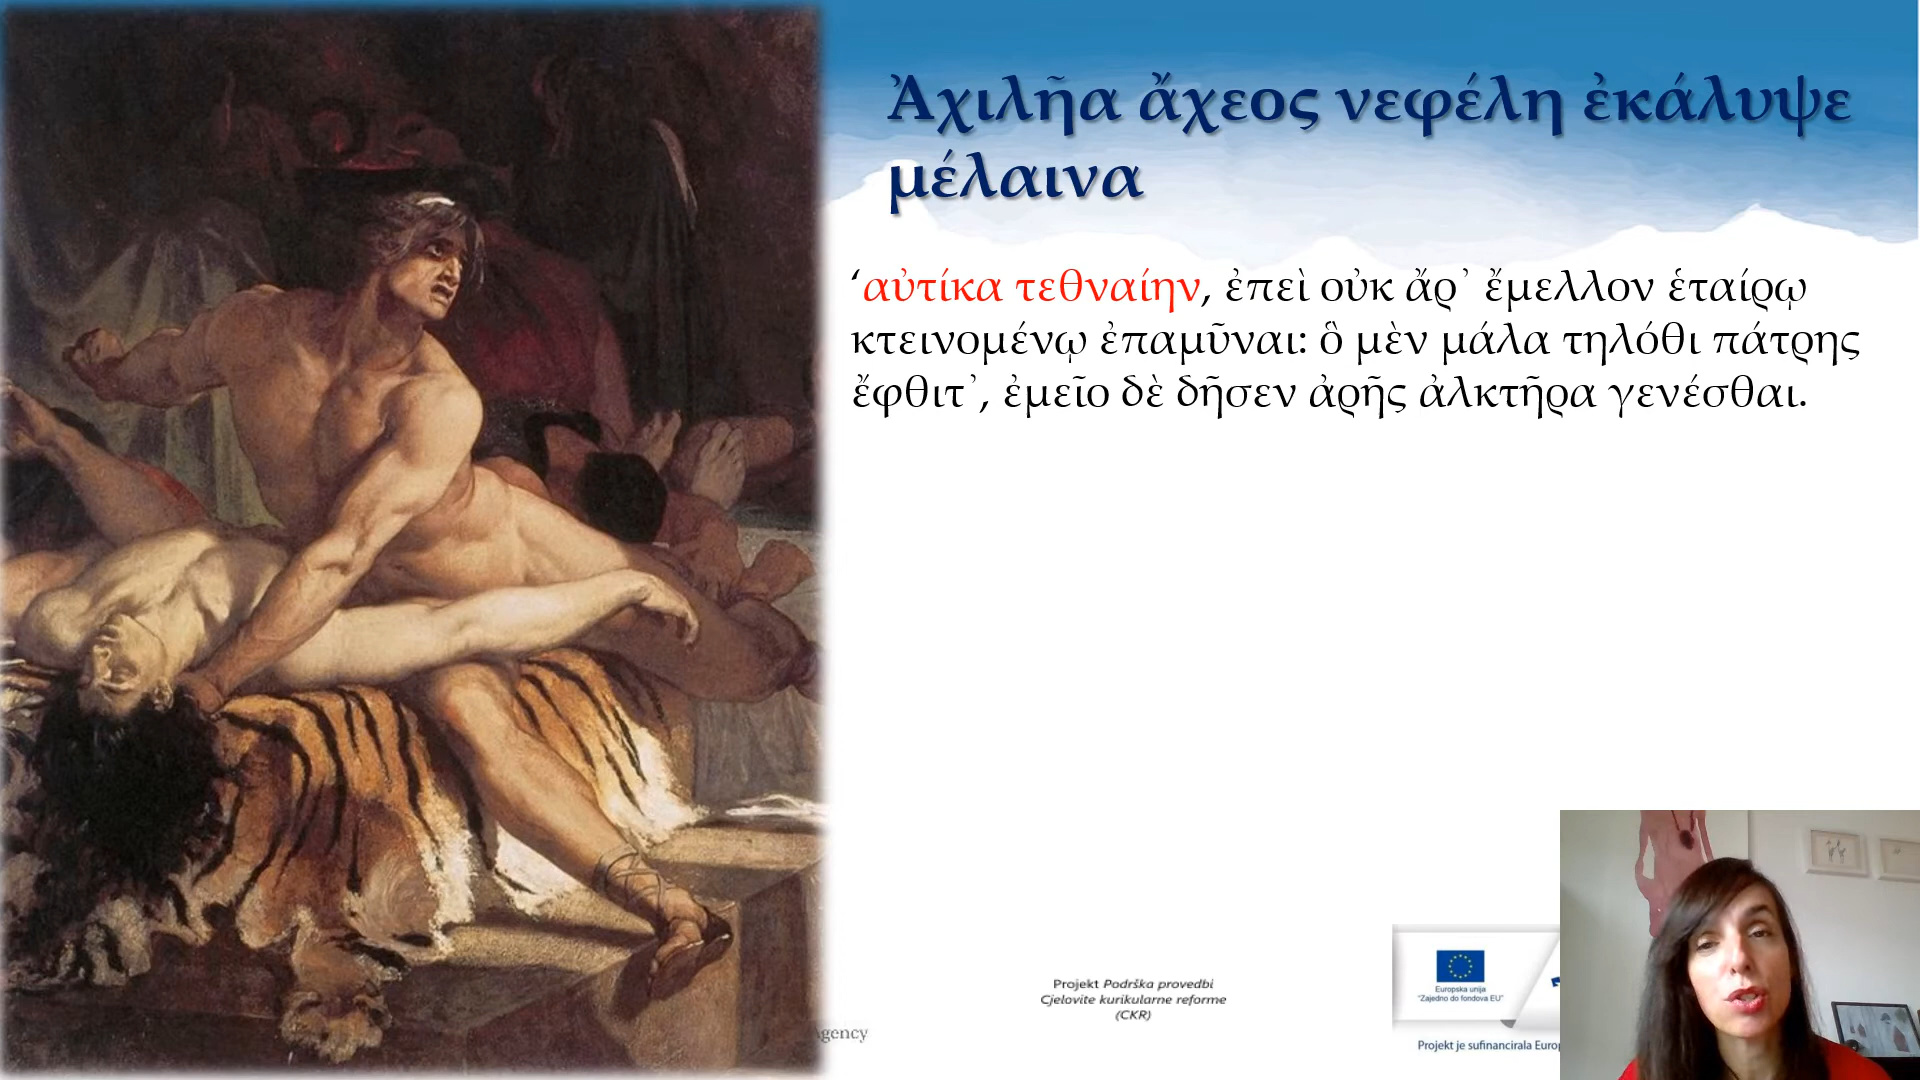 Ἀχιλῆα ἄχεος νεφέλη ἐκάλυψε
μέλαινα
‘αὐτίκα τεθναίην, ἐπεὶ οὐκ ἄρ᾽ ἔμελλον ἑταίρῳ
κτεινομένῳ ἐπαμῦναι: ὃ μὲν μάλα τηλόθι πάτρης
ἔφθιτ᾽, ἐμεῖο δὲ δῆσεν ἀρῆς ἀλκτῆρα γενέσθαι.
Projekt Podrška provedbi
Cjelovite kurikularne reforme
(CKR)
Europska unija
"Zajedno do fondova EU"
Projekt je sufinancirala